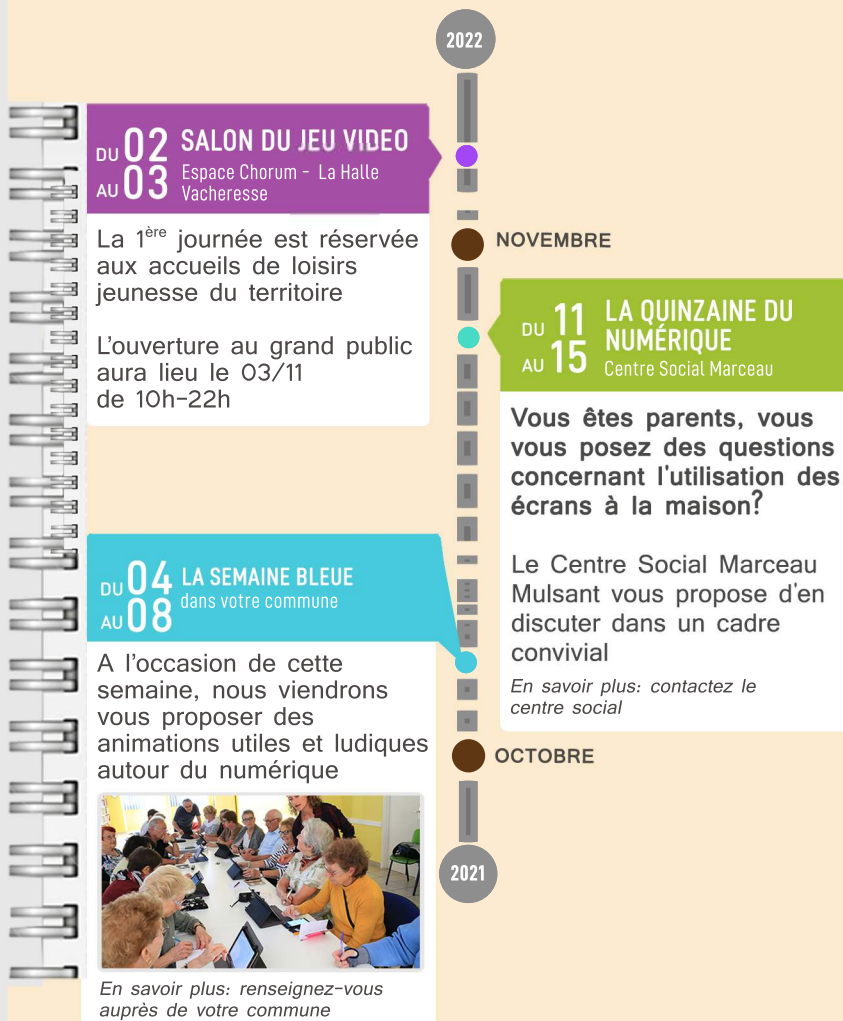 2022
DU 02
AU 03
SALON DU JEU VIDEO
Espace Chorum - La Halle
Vacheresse
La 1ère journée est réservée
aux accueils de loisirs
jeunesse du territoire
L'ouverture au grand public
aura lieu le 03/11
de 10h-22h
NOVEMBRE
DU 11
AU 15
LA QUINZAINE DU
NUMÉRIQUE
Centre Social Marceau
Vous êtes parents, vous
vous posez des questions
concernant l'utilisation des
écrans à la maison?
Le Centre Social Marceau
Mulsant vous propose d'en
discuter dans un cadre
convivial
En savoir plus: contactez le
centre social
DU 04
AU 08
LA SEMAINE BLEUE
dans votre commune
A l'occasion de cette
semaine, nous viendrons
vous proposer des
animations utiles et ludiques
autour du numérique
En savoir plus: renseignez-vous
auprès de votre commune
OCTOBRE
2021